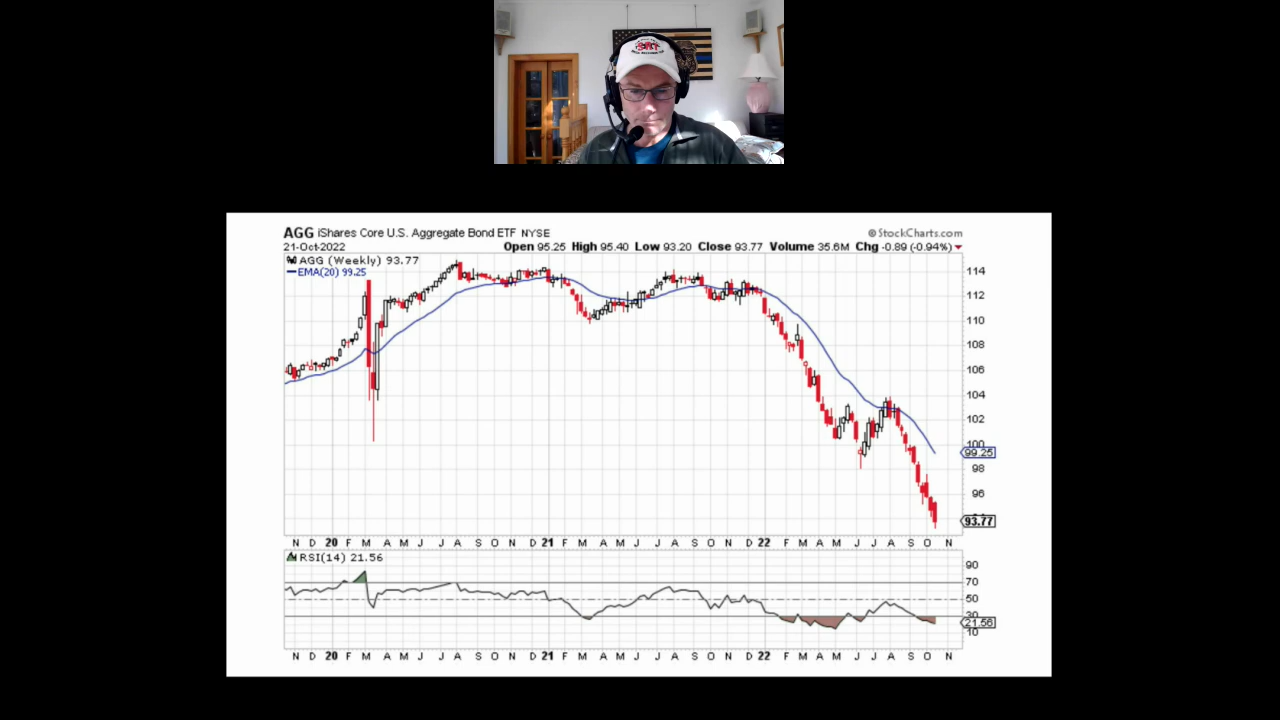 SRT
AGG iShares Core U.S. Aggregate Bond ETF NYSE
© StockCharts.com
21-Oct-2022
Open 95.25 High 95.40 Low 93.20 Close 93.77 Volume 35.6M Chg -0.89 (-0.94%)
AGG (Weekly) 93.77
EMA(20) 99.25
114
112
110
108
106
104
102
100
99.25
98
96
93.77
N D 20 F M A M J J A S O N D 21 F M A M J J A S O N D 22 F M A M J J A S O N
RSI(14) 21.56
90
70
50
30
21.56
10
N D 20 F M A M J J A S O N D 21 F M A M J J A S O N D 22 F M A M J J A S O N